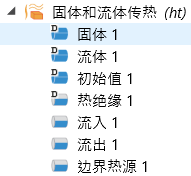 固体和流体传热 (ht)
D 固体 1
D 流体 1
D 初始值 1
D 热绝缘 1
流入 1
流出 1
边界热源 1